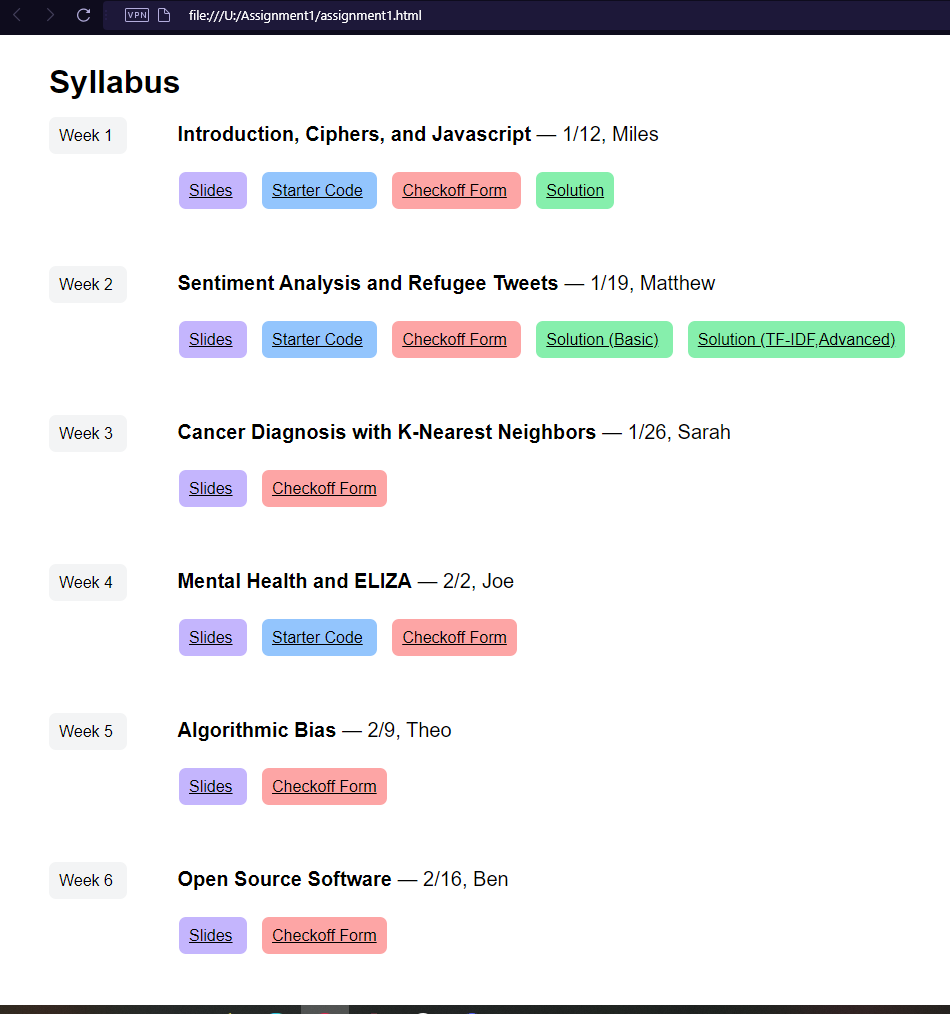 VPN file:///U:/Assignment1/assignment1.html
Syllabus
Week 1 Introduction, Ciphers, and Javascript — 1/12, Miles
Slides Starter Code Checkoff Form Solution
Week 2 Sentiment Analysis and Refugee Tweets — 1/19, Matthew
Slides Starter Code Checkoff Form Solution (Basic) Solution (TF-IDF,Advanced)
Week 3 Cancer Diagnosis with K-Nearest Neighbors — 1/26, Sarah
Slides Checkoff Form
Week 4 Mental Health and ELIZA — 2/2, Joe
Slides Starter Code Checkoff Form
Week 5 Algorithmic Bias — 2/9, Theo
Slides Checkoff Form
Week 6 Open Source Software — 2/16, Ben
Slides Checkoff Form